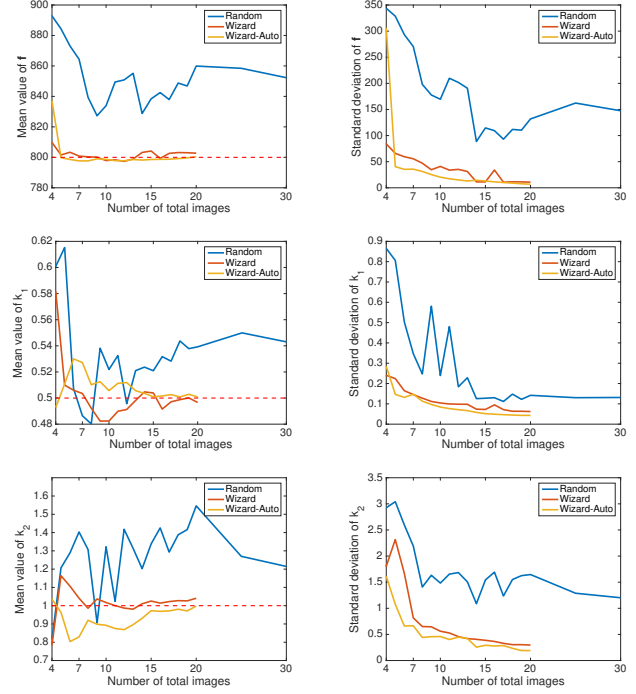 900
880
860
840
820
800
780
Mean value of f
Random
Wizard
Wizard-Auto
4 7 10 15 20 30
Number of total images
350
300
250
200
150
100
50
0
Standard deviation of f
Random
Wizard
Wizard-Auto
4 7 10 15 20 30
Number of total images
0.62
0.6
0.58
0.56
0.54
0.52
0.5
0.48
Mean value of k1
Random
Wizard
Wizard-Auto
4 7 10 15 20 30
Number of total images
0.9
0.8
0.7
0.6
0.5
0.4
0.3
0.2
0.1
0
Standard deviation of k1
Random
Wizard
Wizard-Auto
4 7 10 15 20 30
Number of total images
1.6
1.5
1.4
1.3
1.2
1.1
1
0.9
0.8
0.7
Mean value of k2
Random
Wizard
Wizard-Auto
4 7 10 15 20 30
Number of total images
3.5
3
2.5
2
1.5
1
0.5
0
Standard deviation of k2
Random
Wizard
Wizard-Auto
4 7 10 15 20 30
Number of total images